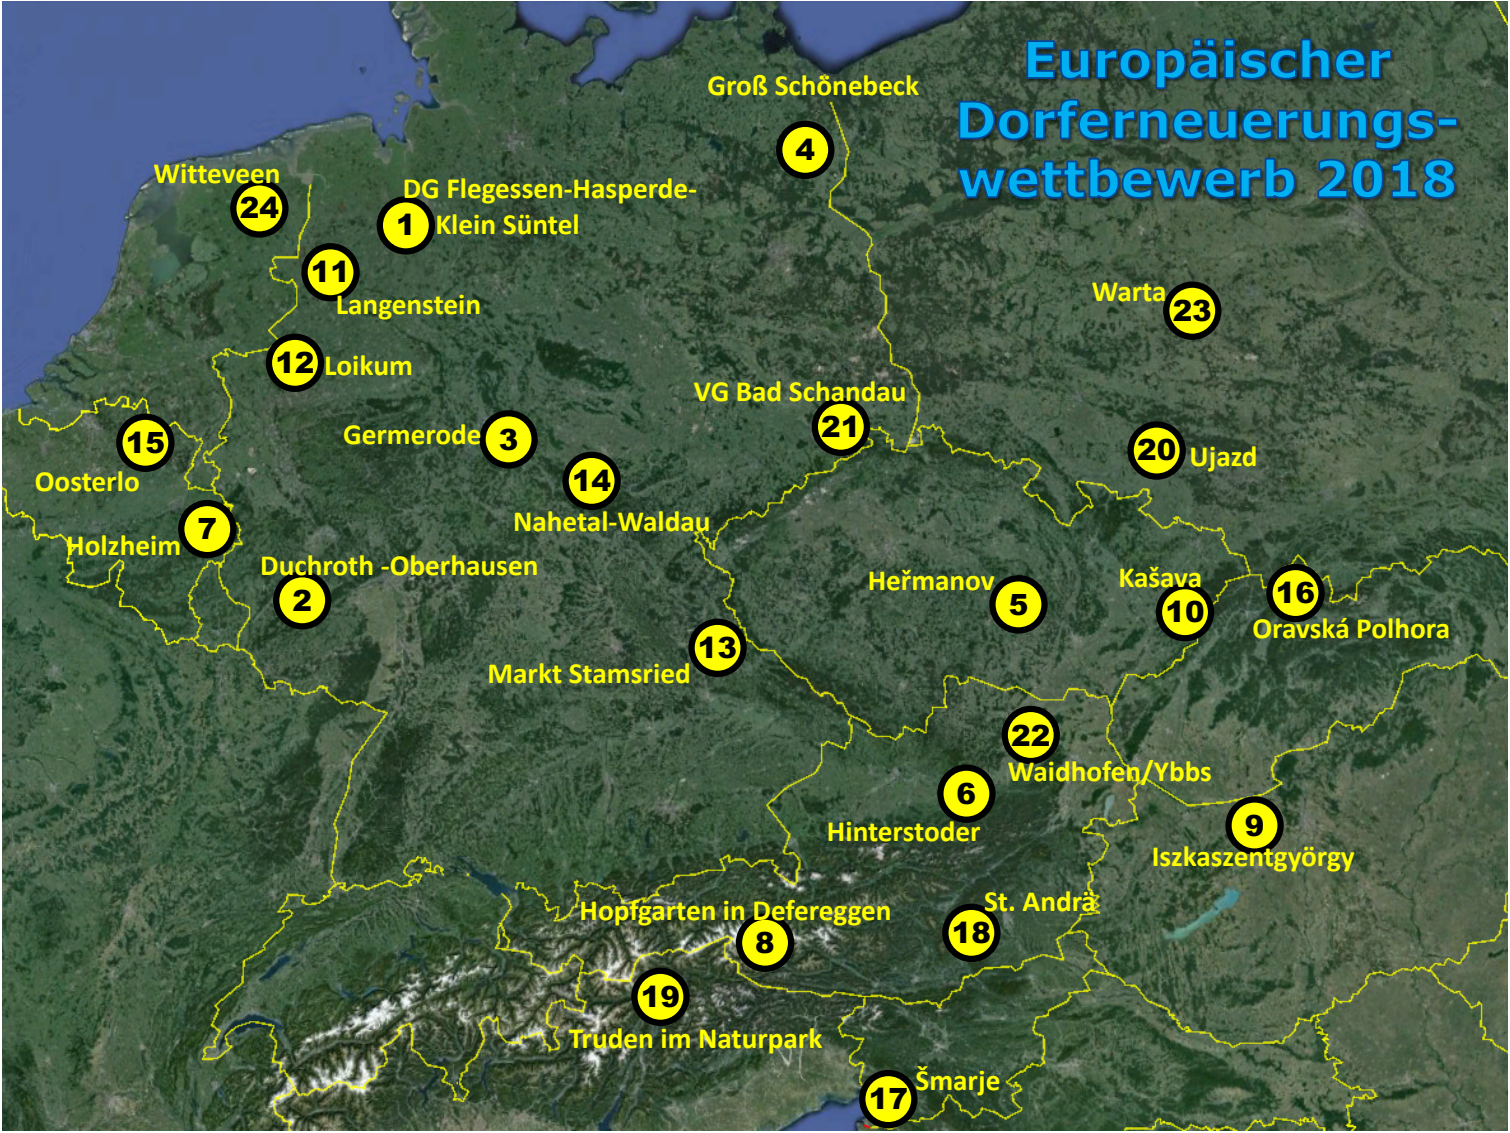 Europäischer
Dorferneuerungs-
wettbewerb 2018
Groß Schönebeck
4
Witteveen
24
DG Flegessen-Hasperde-
1 Klein Süntel
11
Langenstein
Warta
23
12 Loikum
VG Bad Schandau
21
Germerode 3
15
Oosterlo
20 Ujazd
14
Nahetal-Waldau
7
Holzheim
Duchroth -Oberhausen
2
Heřmanov 5
Kašava
10
16
Oravská Polhora
13
Markt Stamsried
22
Waidhofen/Ybbs
6
Hinterstoder
9
Iszkaszentgyörgy
Hopfgarten in Defereggen
8
St. Andrä
18
19
Truden im Naturpark
Šmarje
17